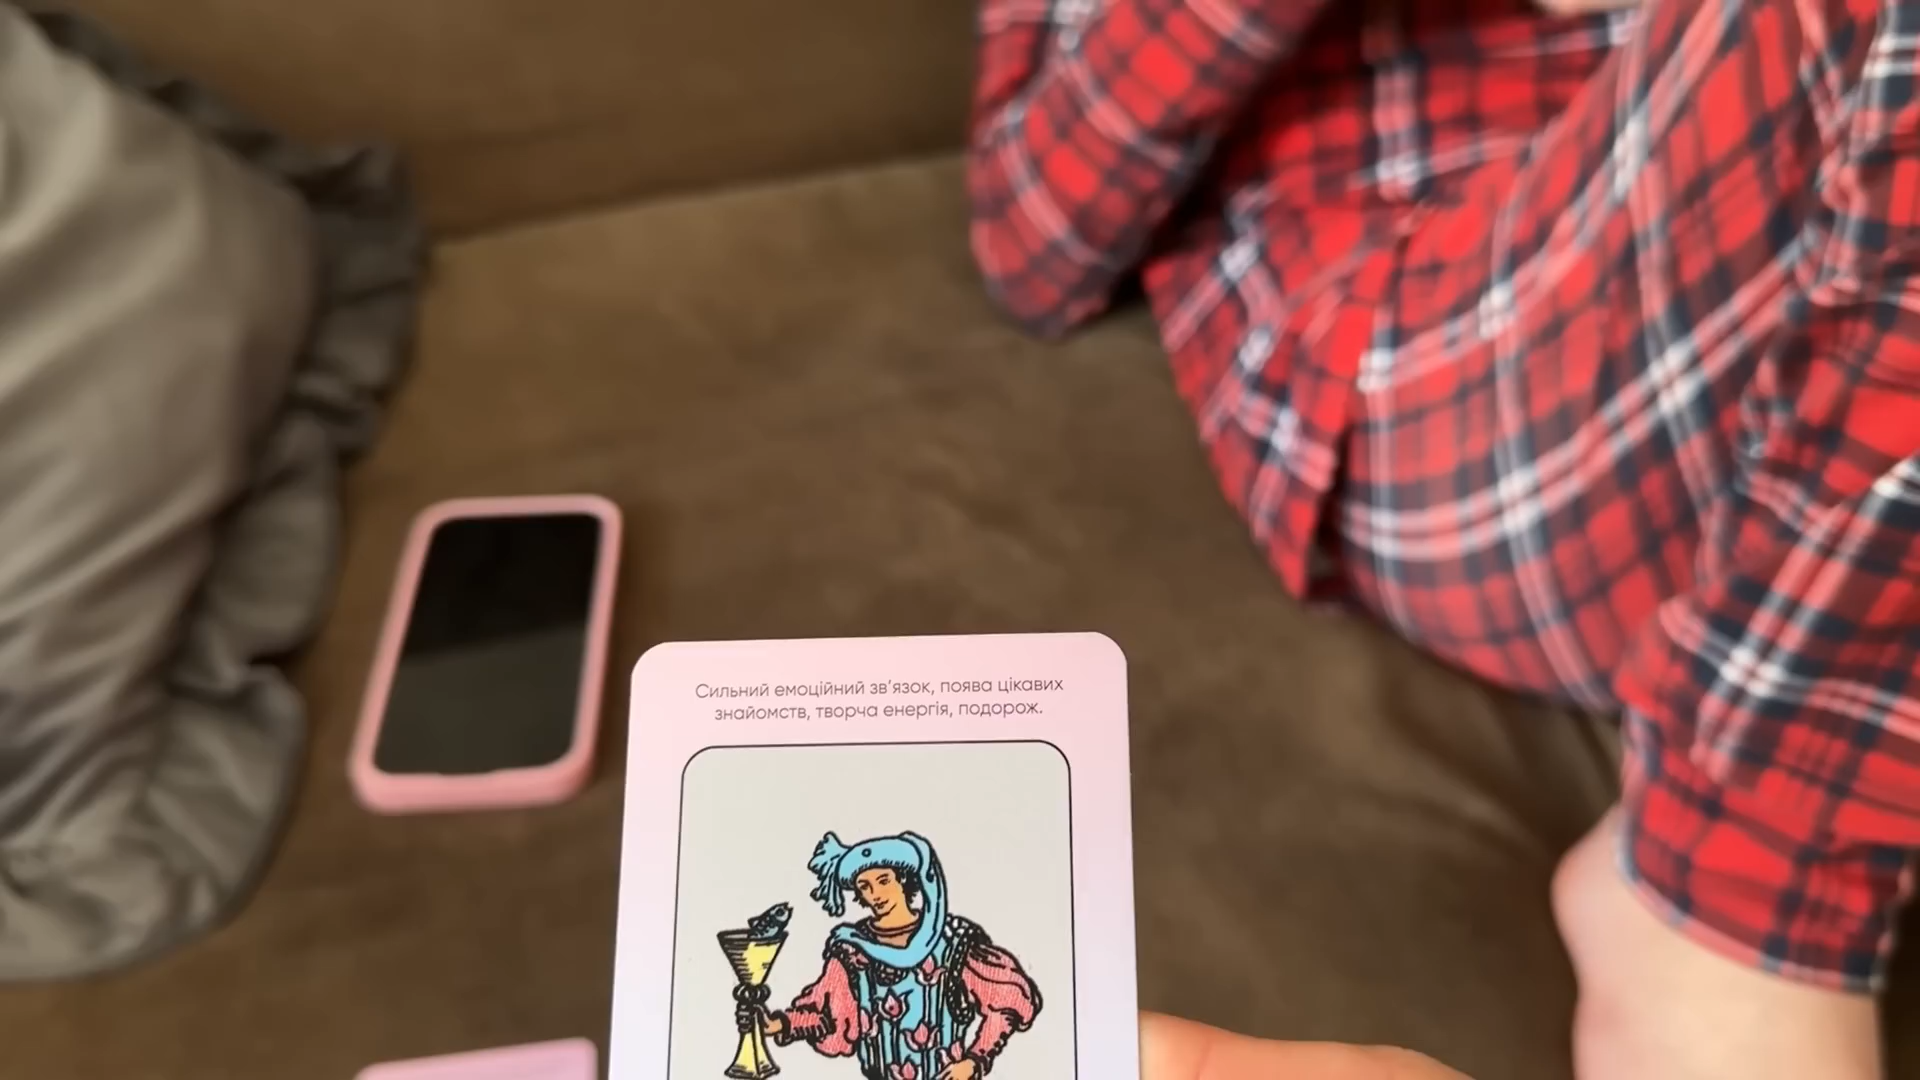 Сильний емоційний зв’язок, поява цікавих
знайомств, творча енергія, подорож.